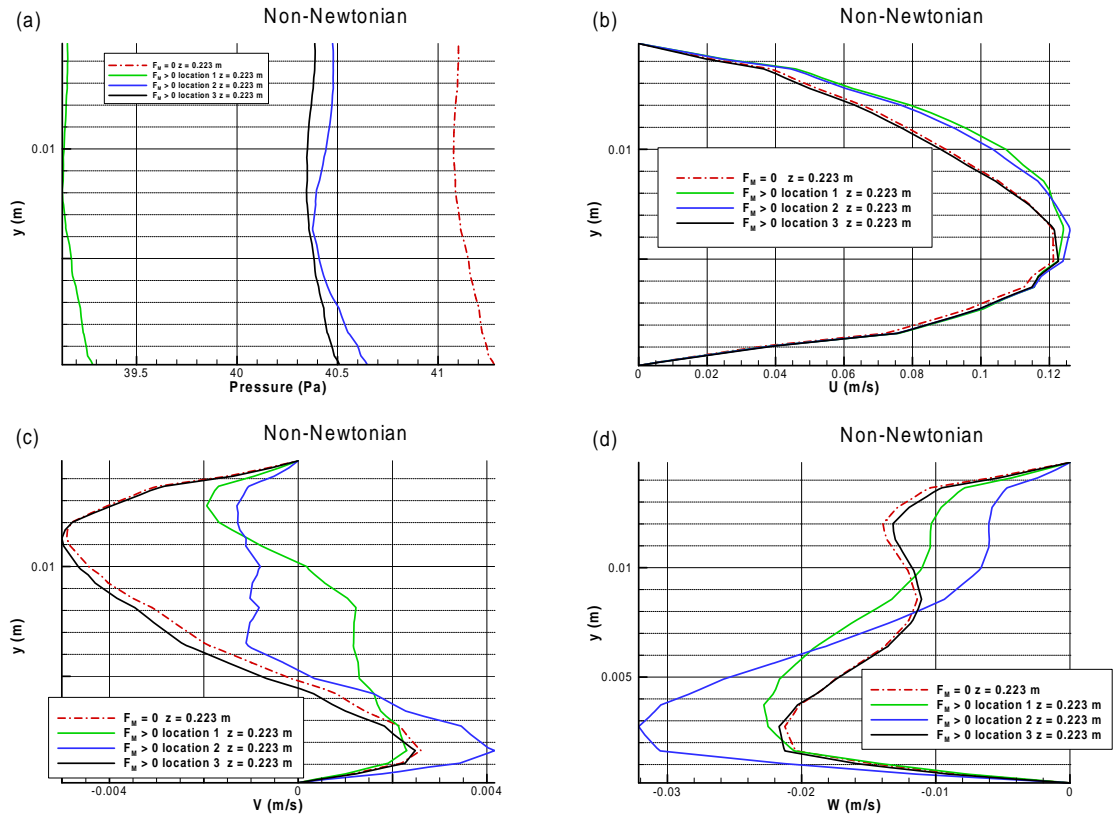 (a)
Non-Newtonian
F_M = 0 z = 0.223 m
F_M > 0 location 1 z = 0.223 m
F_M > 0 location 2 z = 0.223 m
F_M > 0 location 3 z = 0.223 m
0.01
y (m)
39.5 40 40.5 41
Pressure (Pa)
(b)
Non-Newtonian
0.01
F_M = 0 z = 0.223 m
F_M > 0 location 1 z = 0.223 m
F_M > 0 location 2 z = 0.223 m
F_M > 0 location 3 z = 0.223 m
y (m)
0 0.02 0.04 0.06 0.08 0.1 0.12
U (m/s)
(c)
Non-Newtonian
0.01
y (m)
F_M = 0 z = 0.223 m
F_M > 0 location 1 z = 0.223 m
F_M > 0 location 2 z = 0.223 m
F_M > 0 location 3 z = 0.223 m
-0.004 0 0.004
V (m/s)
(d)
Non-Newtonian
0.01
y (m)
0.005
F_M = 0 z = 0.223 m
F_M > 0 location 1 z = 0.223 m
F_M > 0 location 2 z = 0.223 m
F_M > 0 location 3 z = 0.223 m
-0.03 -0.02 -0.01 0
W (m/s)